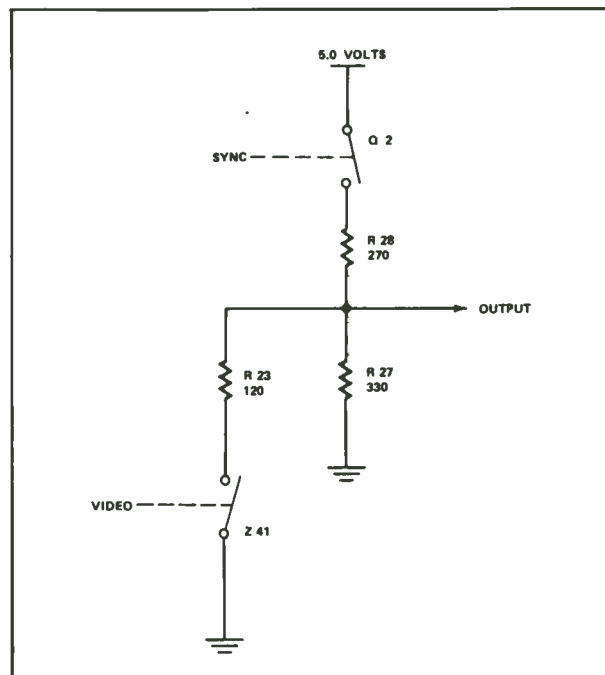 5.0 VOLTS
Q 2
SYNC
R 28
270
OUTPUT
R 23
120
R 27
330
VIDEO
Z 41